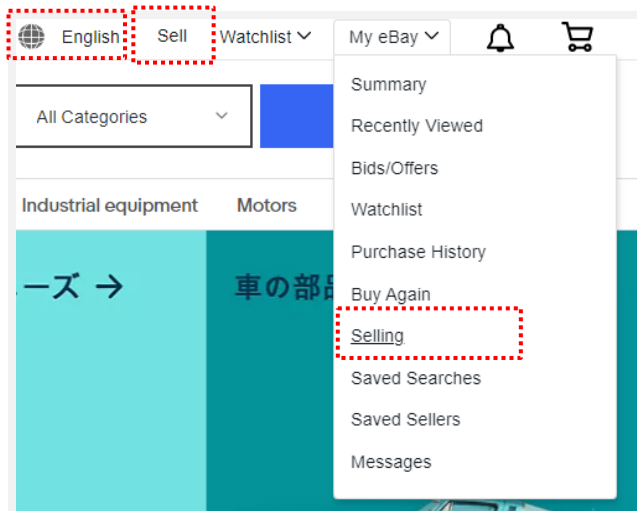 English Sell Watchlist My eBay
All Categories
Industrial equipment Motors
ーズ →
車の部
Summary
Recently Viewed
Bids/Offers
Watchlist
Purchase History
Buy Again
Selling
Saved Searches
Saved Sellers
Messages